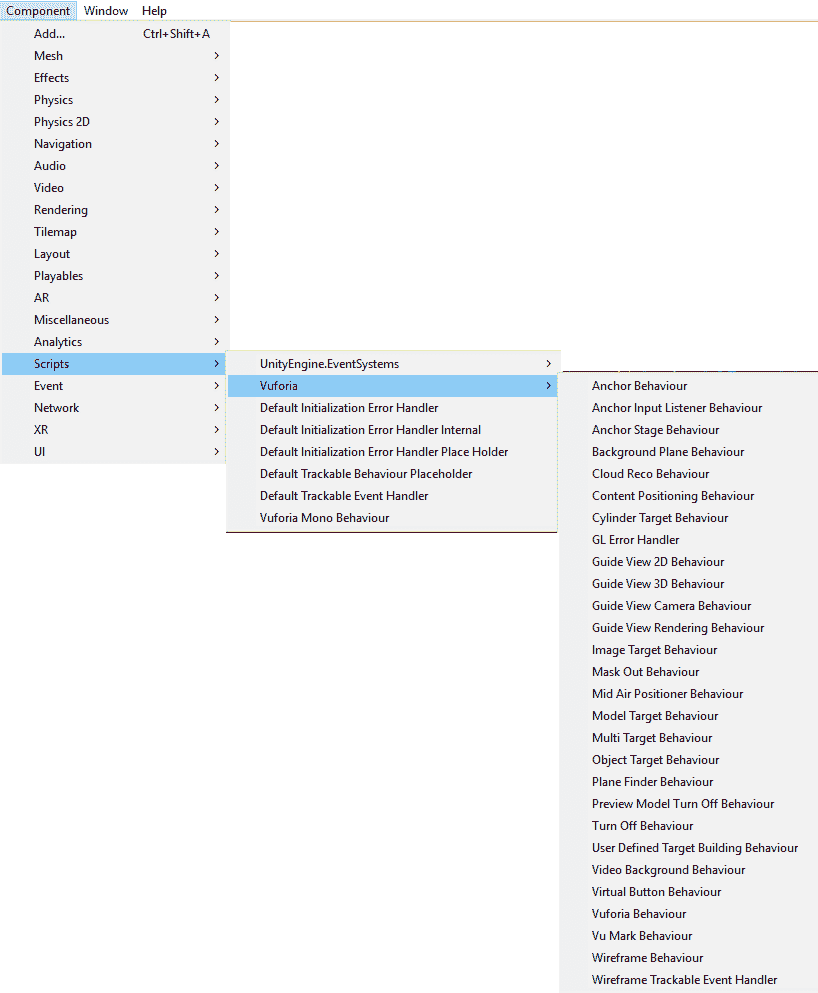 Component Window Help
Add... Ctrl+Shift+A
Mesh
Effects
Physics
Physics 2D
Navigation
Audio
Video
Rendering
Tilemap
Layout
Playables
AR
Miscellaneous
Analytics
Scripts
Event
Network
XR
UI
UnityEngine.EventSystems
Vuforia
Default Initialization Error Handler
Default Initialization Error Handler Internal
Default Initialization Error Handler Place Holder
Default Trackable Behaviour Placeholder
Default Trackable Event Handler
Vuforia Mono Behaviour
Anchor Behaviour
Anchor Input Listener Behaviour
Anchor Stage Behaviour
Background Plane Behaviour
Cloud Reco Behaviour
Content Positioning Behaviour
Cylinder Target Behaviour
GL Error Handler
Guide View 2D Behaviour
Guide View 3D Behaviour
Guide View Camera Behaviour
Guide View Rendering Behaviour
Image Target Behaviour
Mask Out Behaviour
Mid Air Positioner Behaviour
Model Target Behaviour
Multi Target Behaviour
Object Target Behaviour
Plane Finder Behaviour
Preview Model Turn Off Behaviour
Turn Off Behaviour
User Defined Target Building Behaviour
Video Background Behaviour
Virtual Button Behaviour
Vuforia Behaviour
Vu Mark Behaviour
Wireframe Behaviour
Wireframe Trackable Event Handler